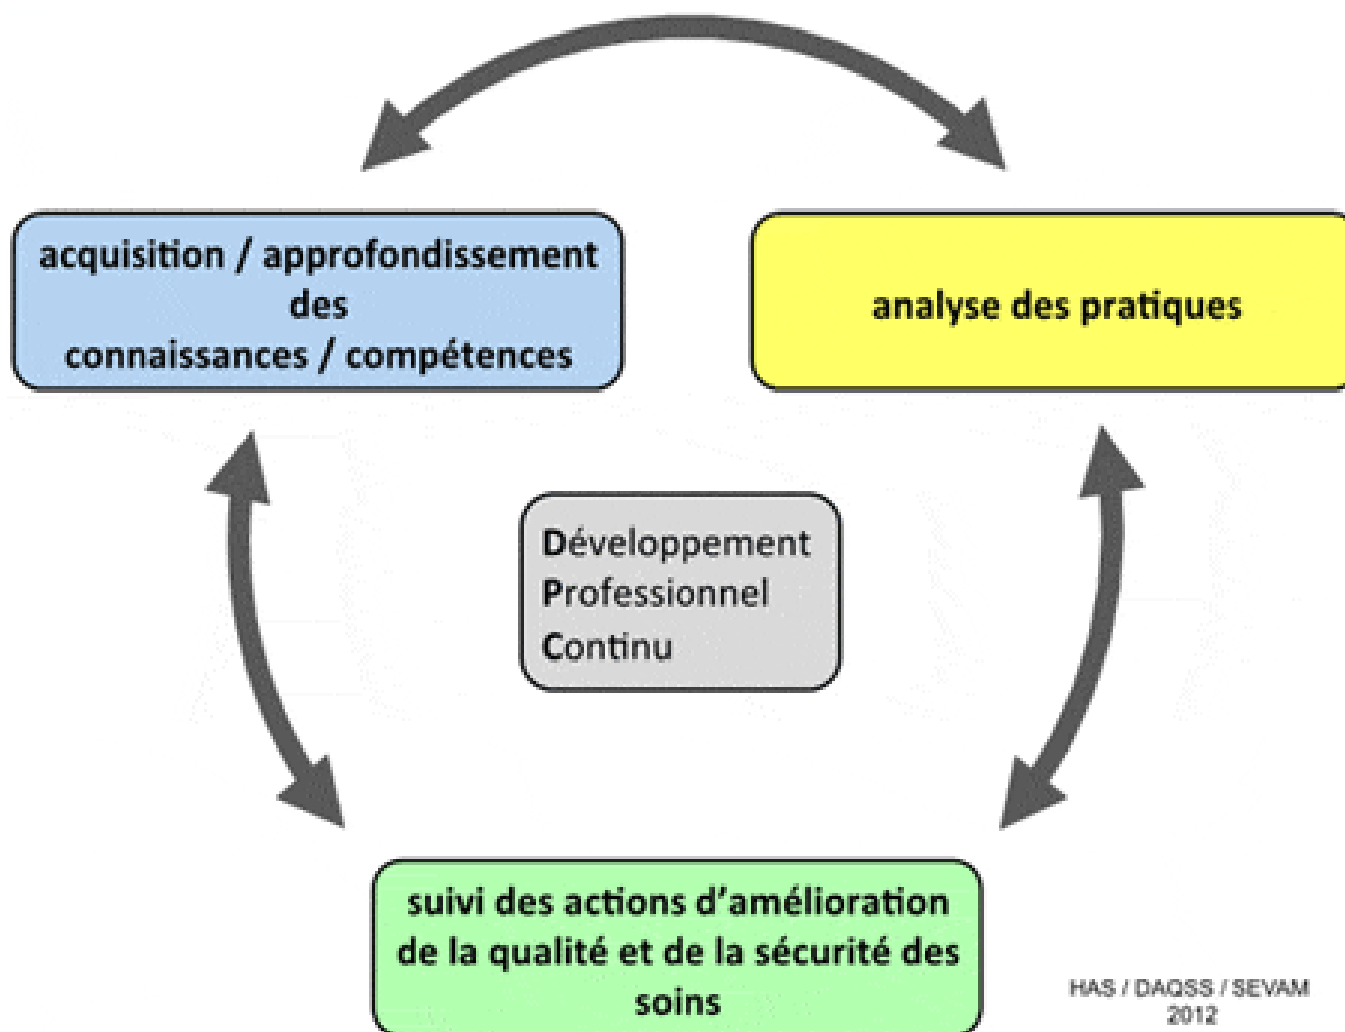 acquisition / approfondissement
des
connaissances / compétences
analyse des pratiques
Développement
Professionnel
Continu
suivi des actions d’amélioration
de la qualité et de la sécurité des
soins
HAS / DAQSS / SEVAM
2012